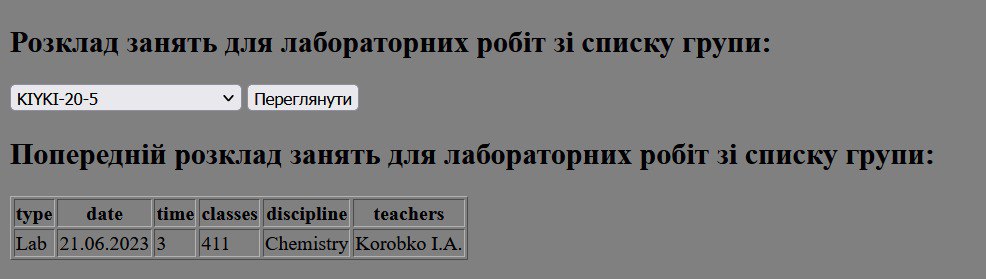 Розклад занять для лабораторних робіт зі списку групи:
KIYKI-20-5 Переглянути
Попередній розклад занять для лабораторних робіт зі списку групи:
type date time classes discipline teachers
Lab 21.06.2023 3 411 Chemistry Korobko I.A.